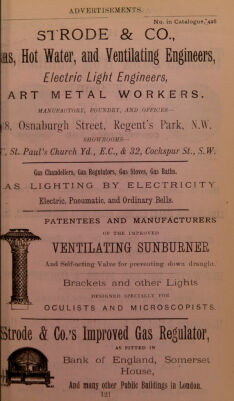 ADVERTISEMENTS.
No. in Catalogue, 428
STRODE & CO.,
Gas, Hot Water, and Ventilating Engineers,
Electric Light Engineers,
ART METAL WORKERS.
MANUFACTORY, FOUNDRY, AND OFFICES—
48, Osnaburgh Street, Regent's Park, N.W.
SHOWROOMS—
St. Paul's Church Yd., E.C., & 32, Cockspur St., S.W.
Gas Chandeliers, Gas Regulators, Gas Stoves, Gas Baths.
AS LIGHTING BY ELECTRICITY
Electric, Pneumatic, and Ordinary Bells.
PATENTEES AND MANUFACTURERS
OF THE IMPROVED
VENTILATING SUNBURNER
And Self-acting Valve for preventing down draught.
Brackets and other Lights
DESIGNED SPECIALLY FOR
OCULISTS AND MICROSCOPISTS.
Strode & Co.'s Improved Gas Regulator,
AS FITTED IN
Bank of England, Somerset
House,
And many other Public Buildings in London.
121